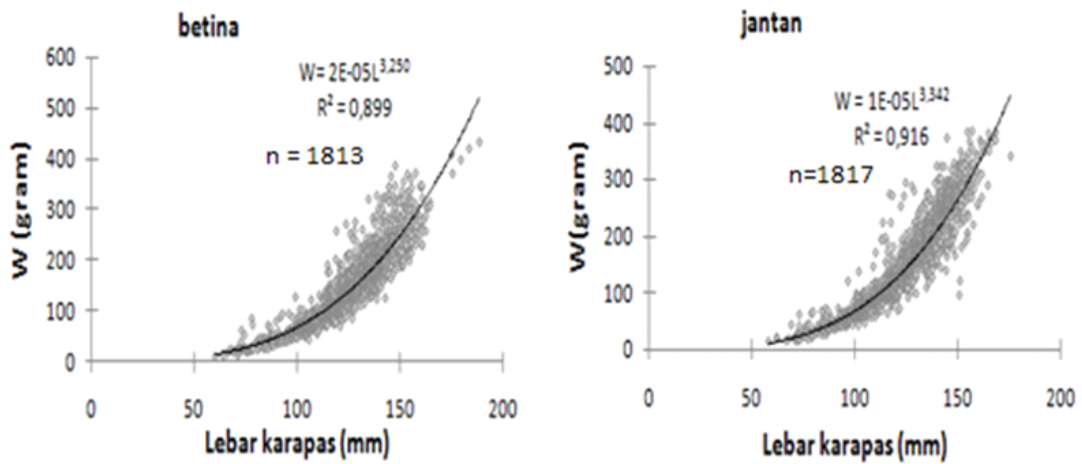 betina
W= 2E-05L³,²⁵⁰
R² = 0,899
n = 1813
W (gram)
600
500
400
300
200
100
0
0 50 100 150 200
Lebar karapas (mm)
jantan
W = 1E-05L³,³⁴²
R² = 0,916
n=1817
W(gram)
500
400
300
200
100
0
0 50 100 150 200
Lebar karapas (mm)